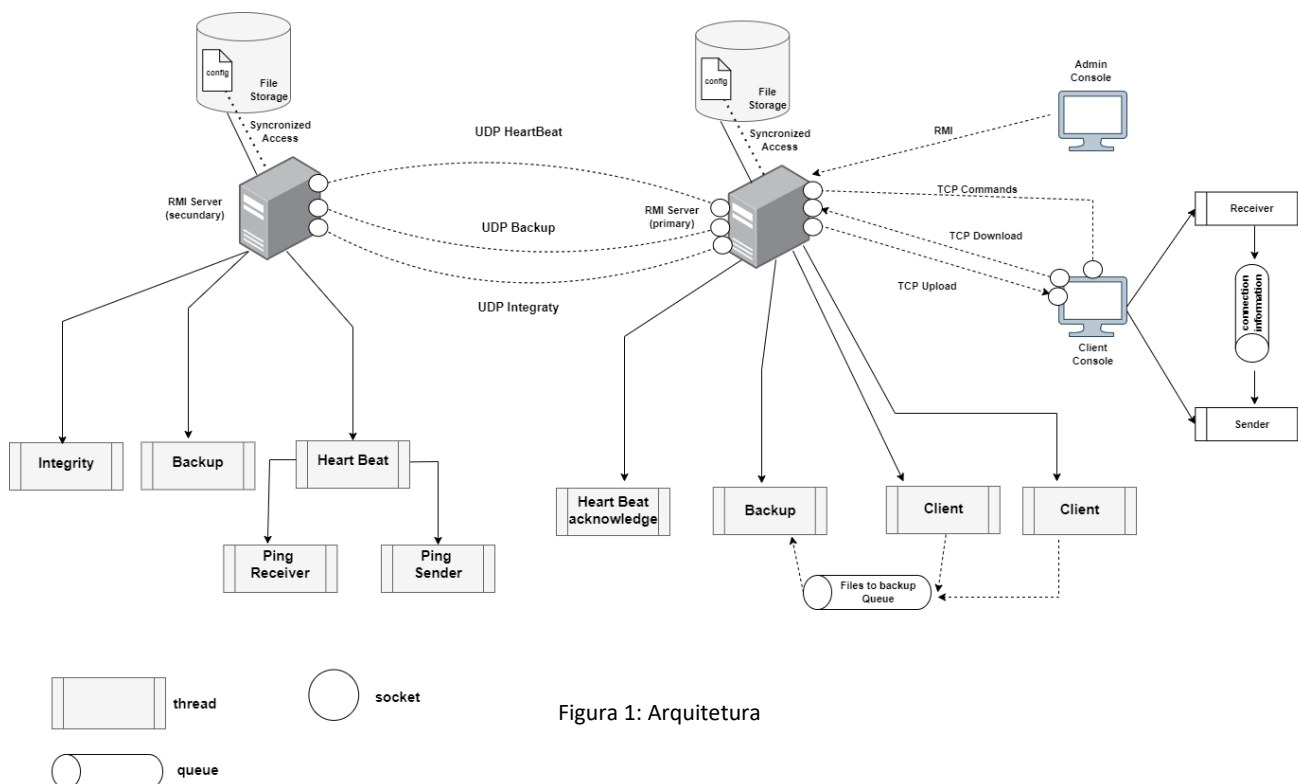 config
File
Storage
Syncronized
Access
config
File
Storage
Syncronized
Access
Admin
Console
UDP HeartBeat
RMI
RMI Server
(secundary)
RMI Server
(primary)
TCP Commands
Receiver
UDP Backup
TCP Download
TCP Upload
connection
information
UDP Integraty
Client
Console
Sender
Integrity
Backup
Heart Beat
Heart Beat
acknowledge
Backup
Client
Client
Ping
Receiver
Ping
Sender
Files to backup
Queue
thread
socket
Figura 1: Arquitetura
queue